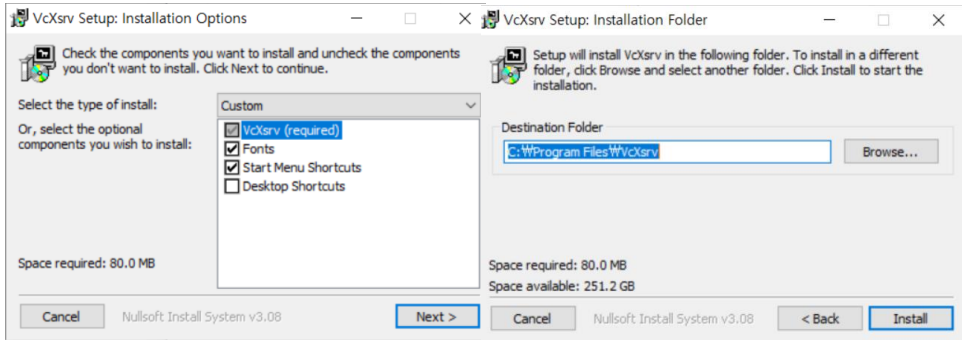 VcXsrv Setup: Installation Options
Check the components you want to install and uncheck the components
you don't want to install. Click Next to continue.
Select the type of install:
Custom
Or, select the optional
components you wish to install:
VcXsrv (required)
Fonts
Start Menu Shortcuts
Desktop Shortcuts
Space required: 80.0 MB
Cancel
Nullsoft Install System v3.08
Next >
VcXsrv Setup: Installation Folder
Setup will install VcXsrv in the following folder. To install in a different
folder, click Browse and select another folder. Click Install to start the
installation.
Destination Folder
C:₩Program Files₩VcXsrv
Browse...
Space required: 80.0 MB
Space available: 251.2 GB
Cancel
Nullsoft Install System v3.08
< Back
Install